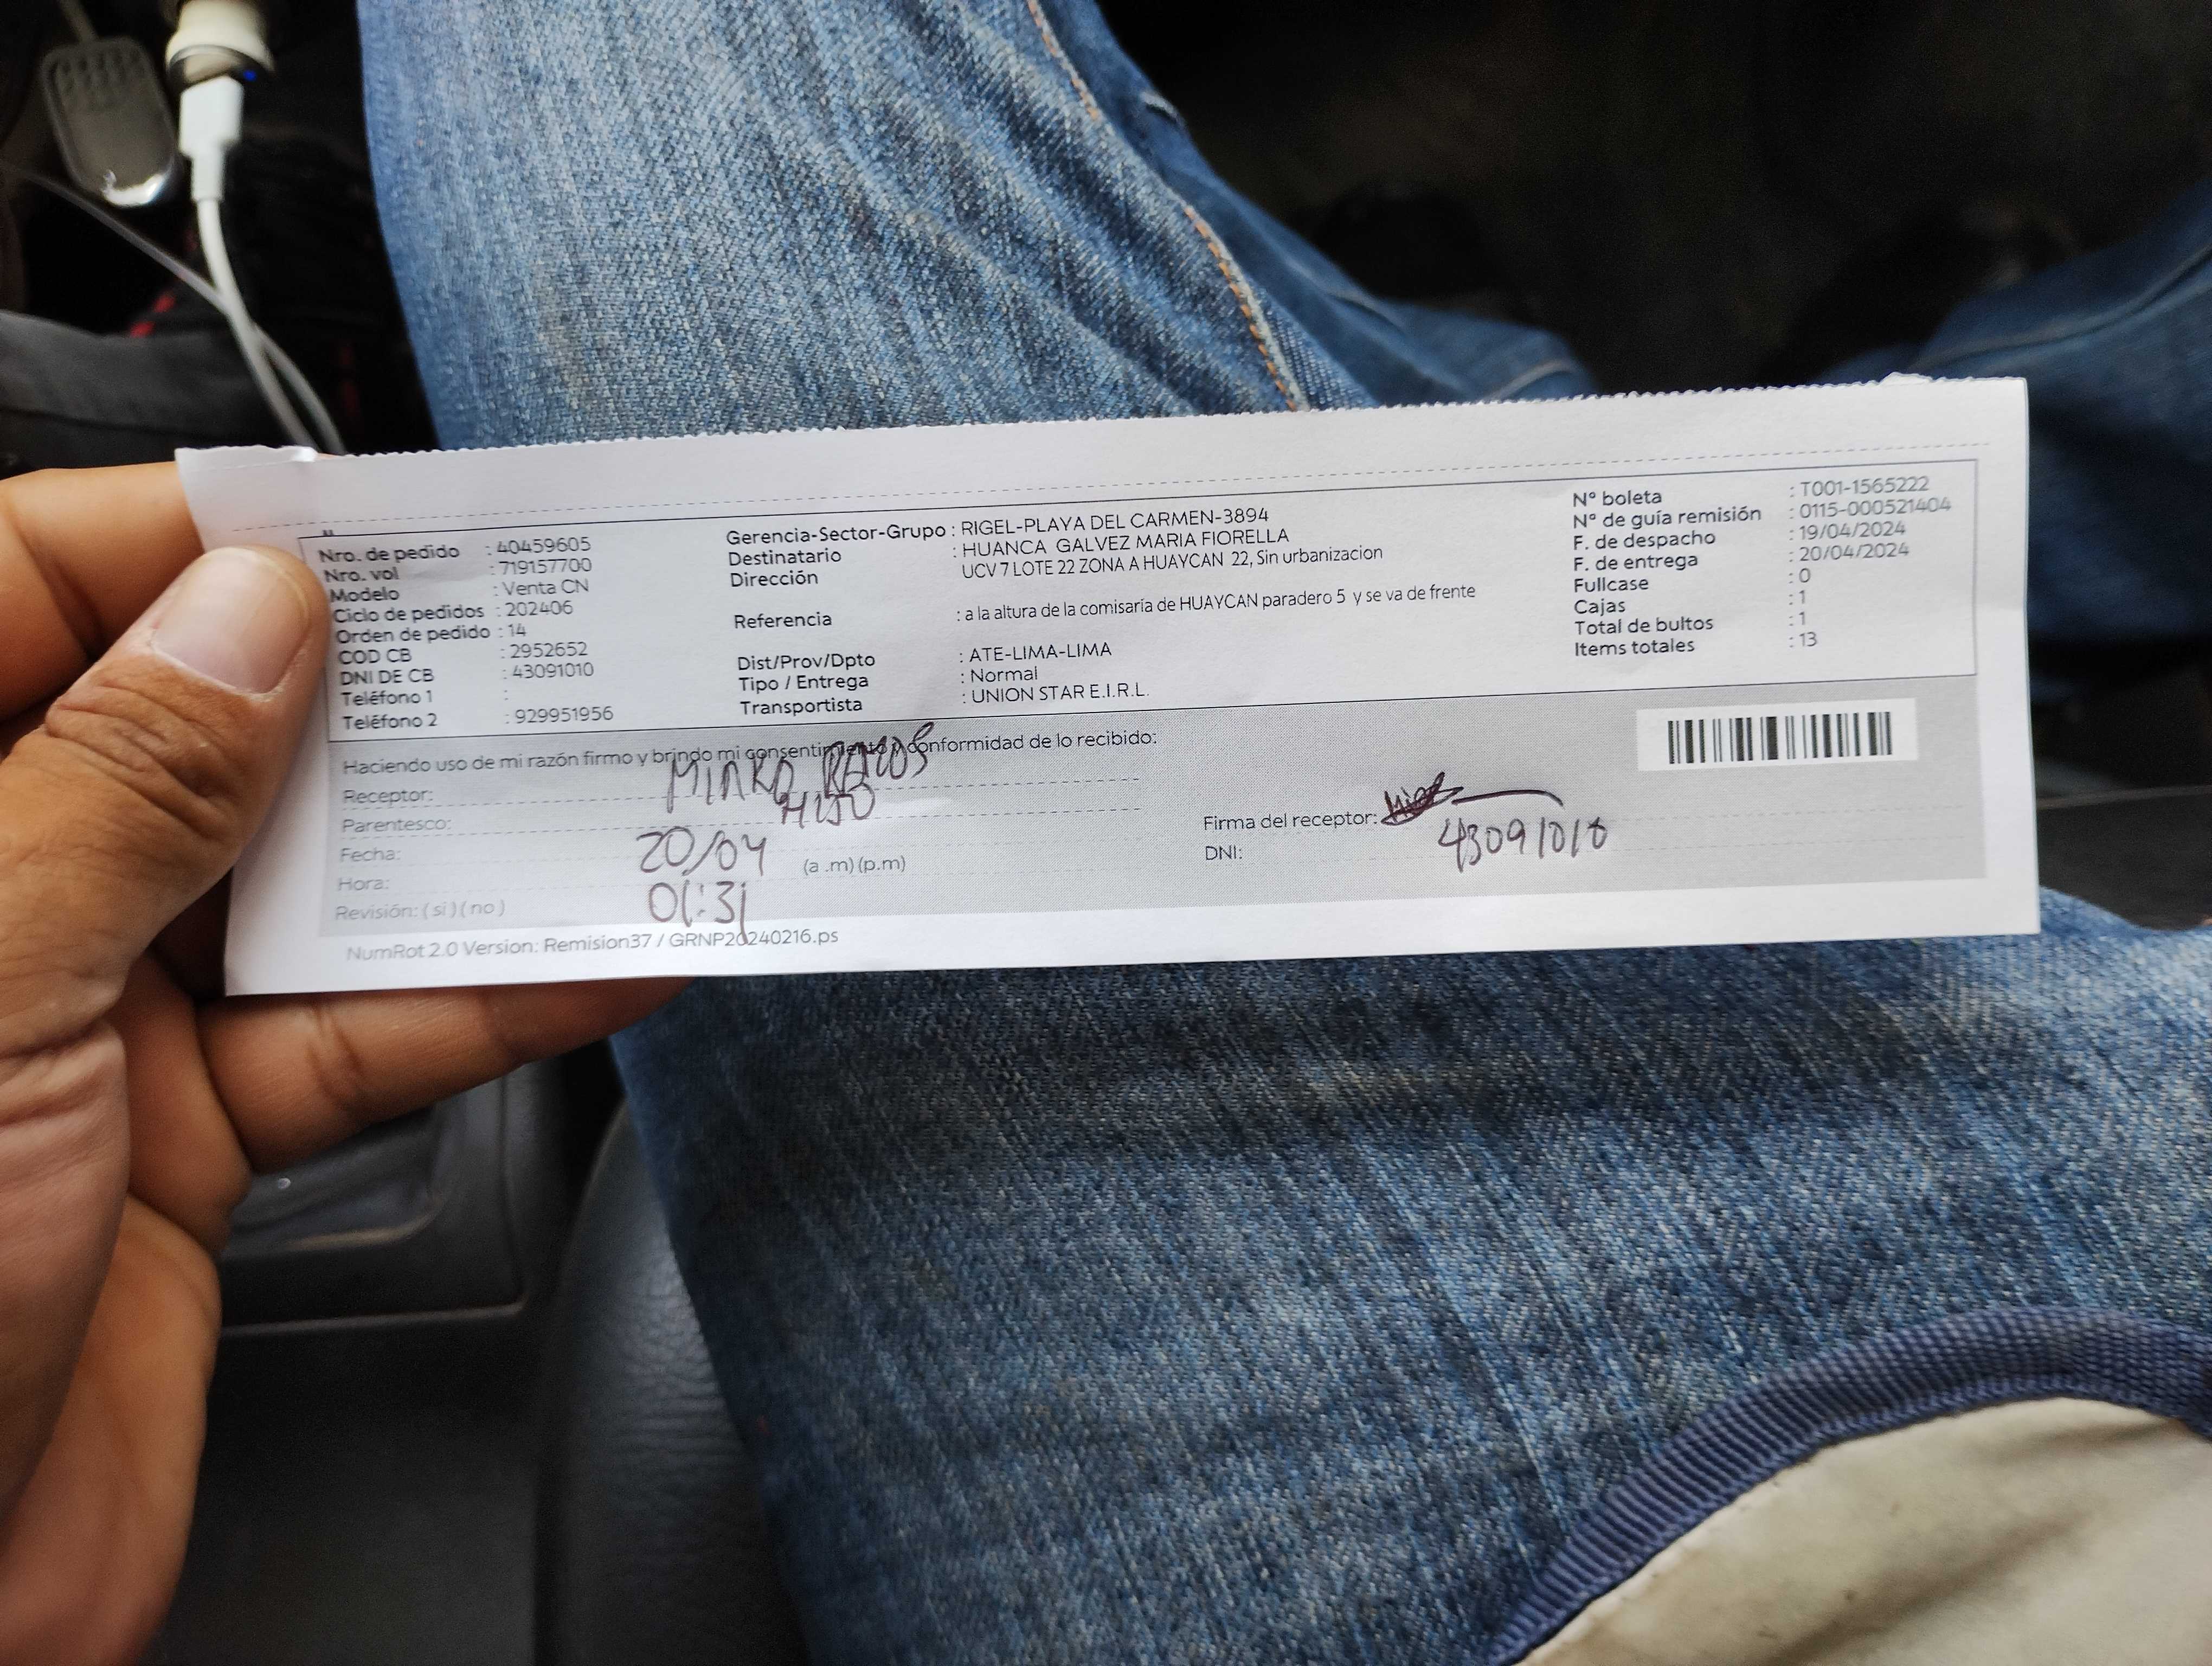 Nro. de pedido : 40459605
Nro. vol : 719157700
Modelo : Venta CN
Ciclo de pedidos : 202406
Orden de pedido : 14
COD CB : 2952652
DNI DE CB : 43091010
Teléfono 1 :
Teléfono 2 : 929951956
Gerencia-Sector-Grupo : RIGEL-PLAYA DEL CARMEN-3894
Destinatario : HUANCA GALVEZ MARIA FIORELLA
Dirección UCV 7 LOTE 22 ZONA A HUAYCAN 22, Sin urbanizacion
Referencia : a la altura de la comisaría de HUAYCAN paradero 5 y se va de frente
Dist/Prov/Dpto : ATE-LIMA-LIMA
Tipo / Entrega : Normal
Transportista : UNION STAR E.I.R.L.
Nº boleta : T001-1565222
Nº de guía remisión : 0115-000521404
F. de despacho : 19/04/2024
F. de entrega : 20/04/2024
Fullcase : 0
Cajas : 1
Total de bultos : 1
Items totales : 13
Haciendo uso de mi razón firmo y brindo mi consentimiento y conformidad de lo recibido:
Receptor:
Parentesco: HIJO
Fecha: 20/04
Hora: 01:31 (a .m) (p.m)
Revisión: ( si ) ( no )
Firma del receptor:
DNI: 43091010
NumRot 2.0 Version: Remision37 / GRNP20240216.ps